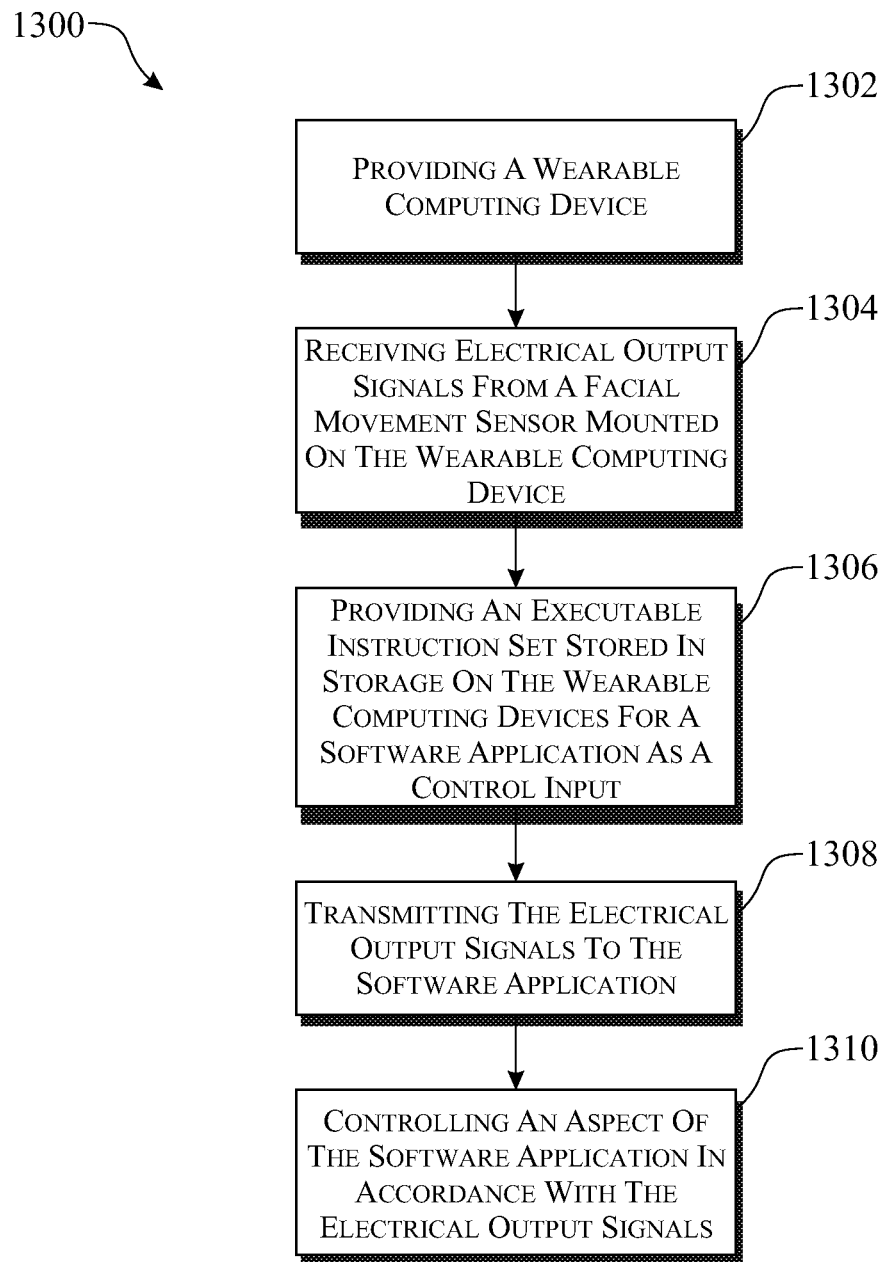 1300
1302
PROVIDING A WEARABLE
COMPUTING DEVICE
1304
RECEIVING ELECTRICAL OUTPUT
SIGNALS FROM A FACIAL
MOVEMENT SENSOR MOUNTED
ON THE WEARABLE COMPUTING
DEVICE
1306
PROVIDING AN EXECUTABLE
INSTRUCTION SET STORED IN
STORAGE ON THE WEARABLE
COMPUTING DEVICES FOR A
SOFTWARE APPLICATION AS A
CONTROL INPUT
1308
TRANSMITTING THE ELECTRICAL
OUTPUT SIGNALS TO THE
SOFTWARE APPLICATION
1310
CONTROLLING AN ASPECT OF
THE SOFTWARE APPLICATION IN
ACCORDANCE WITH THE
ELECTRICAL OUTPUT SIGNALS